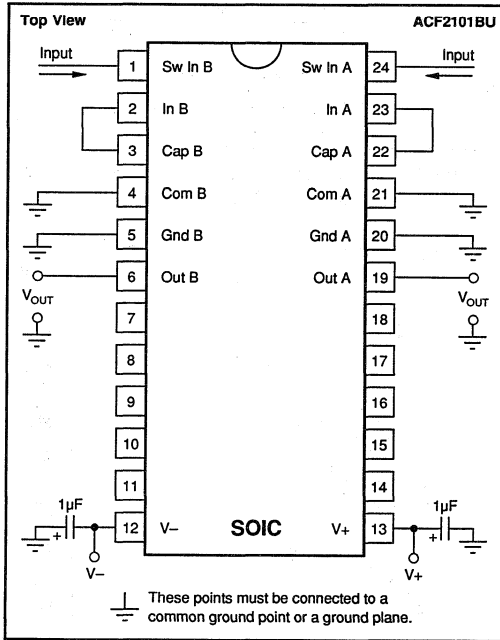 Top View ACF2101BU
Input Input
1 Sw In B Sw In A 24
2 In B In A 23
3 Cap B Cap A 22
4 Com B Com A 21
5 Gnd B Gnd A 20
6 Out B Out A 19
VOUT VOUT
7 18
8 17
9 16
10 15
11 14
1µF 1µF
+ 12 V– SOIC V+ 13 +
V– V+
These points must be connected to a
common ground point or a ground plane.